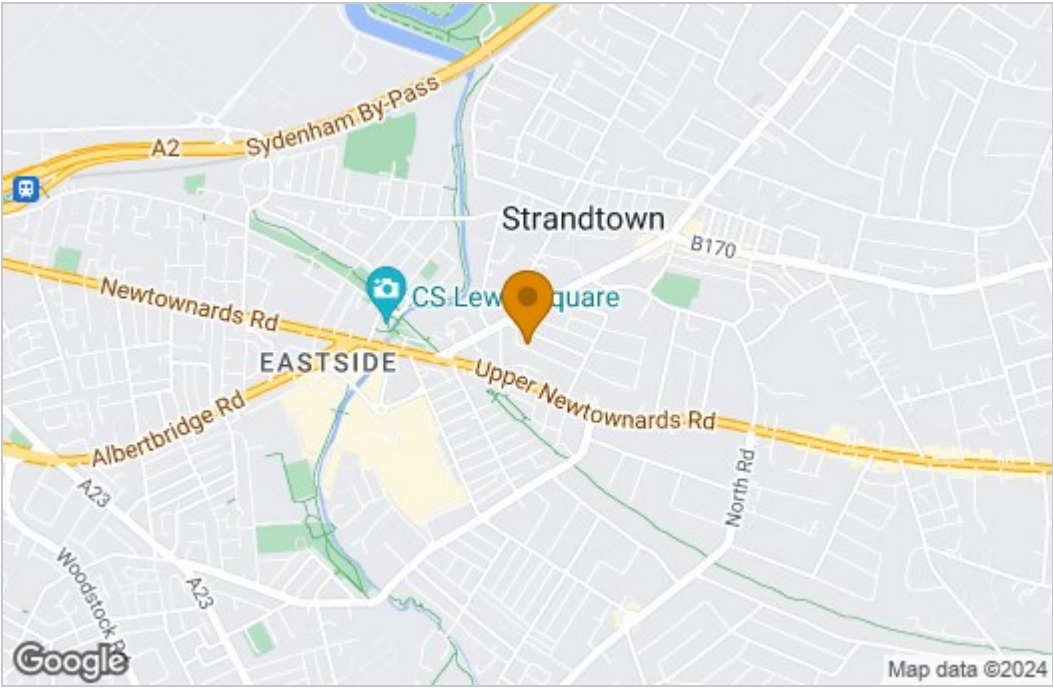 Sydenham By-Pass
A2
Strandtown
B170
CS Lew quare
Newtownards Rd
EASTSIDE
Upper Newtownards Rd
Albertbridge Rd
North Rd
A23
A23
Woodstock R
Google
Map data ©2024